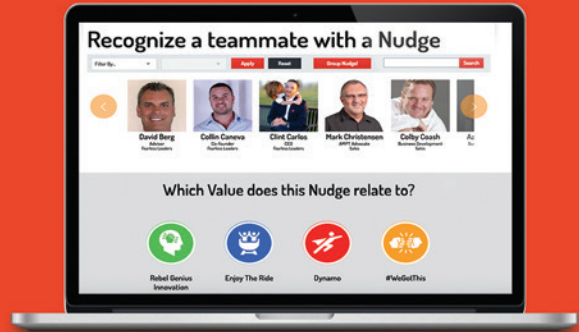 Recognize a teammate with a Nudge
Filter By...
Apply
Reset
Group Nudge!
Search
David Berg
Advisor
Fearless Leaders
Collin Caneva
Co-founder
Fearless Leaders
Clint Carlos
CEO
Fearless Leaders
Mark Christensen
AMPT Advocate
Sales
Colby Coash
Business Development
Sales
Which Value does this Nudge relate to?
Rebel Genius
Innovation
Enjoy The Ride
Dynamo
#WeGotThis